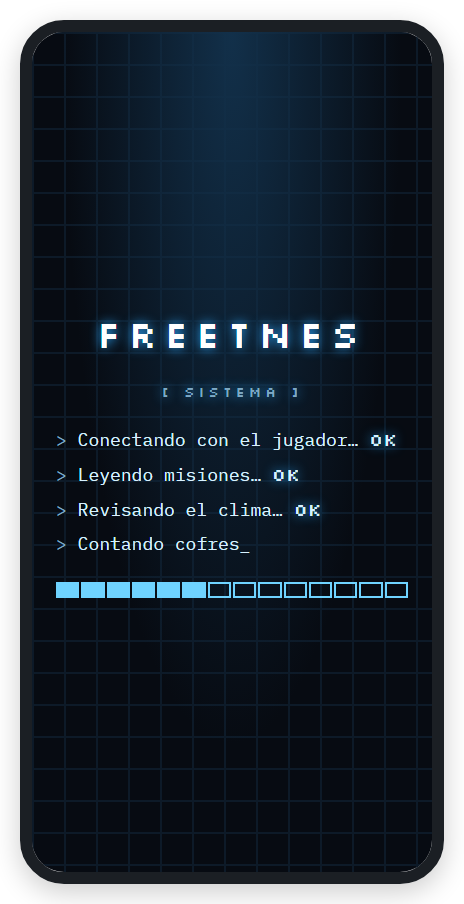 FREETNES
[ SISTEMA ]
> Conectando con el jugador… OK
> Leyendo misiones… OK
> Revisando el clima… OK
> Contando cofres_